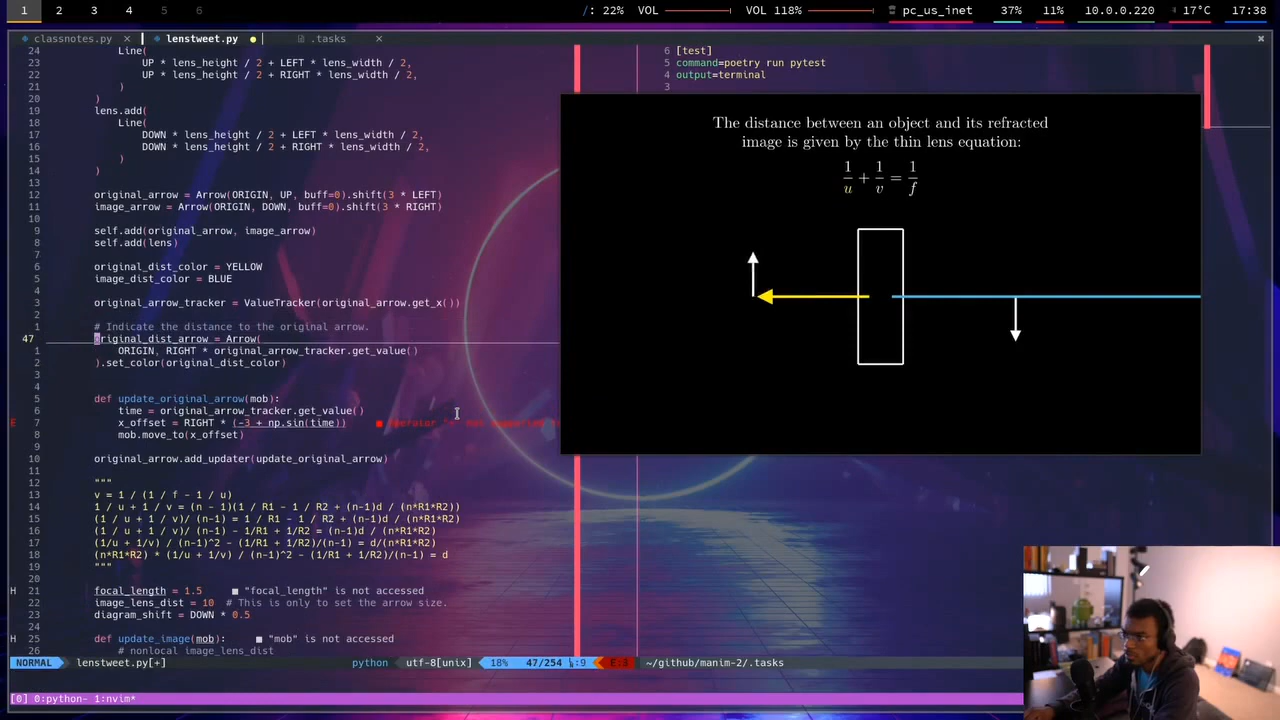 1 2 3 4 5 6
/: 22% VOL VOL 118% pc_us_inet 37% 11% 10.0.0.220 17°C 17:38
classnotes.py × lenstweet.py ● .tasks × ×
24 Line(
23 UP * lens_height / 2 + LEFT * lens_width / 2,
22 UP * lens_height / 2 + RIGHT * lens_width / 2,
21 )
20 )
19 lens.add(
18 Line(
17 DOWN * lens_height / 2 + LEFT * lens_width / 2,
16 DOWN * lens_height / 2 + RIGHT * lens_width / 2,
15 )
14 )
13
12 original_arrow = Arrow(ORIGIN, UP, buff=0).shift(3 * LEFT)
11 image_arrow = Arrow(ORIGIN, DOWN, buff=0).shift(3 * RIGHT)
10
9 self.add(original_arrow, image_arrow)
8 self.add(lens)
7
6 original_dist_color = YELLOW
5 image_dist_color = BLUE
4
3 original_arrow_tracker = ValueTracker(original_arrow.get_x())
2
1 # Indicate the distance to the original arrow.
47 original_dist_arrow = Arrow(
1 ORIGIN, RIGHT * original_arrow_tracker.get_value()
2 ).set_color(original_dist_color)
3
4
5 def update_original_arrow(mob):
6 time = original_arrow_tracker.get_value()
E 7 x_offset = RIGHT * (-3 + np.sin(time))
8 mob.move_to(x_offset)
9
10 original_arrow.add_updater(update_original_arrow)
11
12 """
13 v = 1 / (1 / f - 1 / u)
14 1 / u + 1 / v = (n - 1)(1 / R1 - 1 / R2 + (n-1)d / (n*R1*R2))
15 (1 / u + 1 / v)/ (n-1) = 1 / R1 - 1 / R2 + (n-1)d / (n*R1*R2)
16 (1 / u + 1 / v)/ (n-1) - 1/R1 + 1/R2 = (n-1)d / (n*R1*R2)
17 (1/u + 1/v) / (n-1)^2 - (1/R1 + 1/R2)/(n-1) = d/(n*R1*R2)
18 (n*R1*R2) * (1/u + 1/v) / (n-1)^2 - (1/R1 + 1/R2)/(n-1) = d
19 """
20
H 21 focal_length = 1.5 ■ "focal_length" is not accessed
22 image_lens_dist = 10 # This is only to set the arrow size.
23 diagram_shift = DOWN * 0.5
24
H 25 def update_image(mob): ■ "mob" is not accessed
26 # nonlocal image_lens_dist
6 [test]
5 command=poetry run pytest
4 output=terminal
3
The distance between an object and its refracted
image is given by the thin lens equation:
1/u + 1/v = 1/f
NORMAL lenstweet.py[+] python utf-8[unix] 18% 47/254 ~/github/manim-2/.tasks
[0] 0:python- 1:nvim*